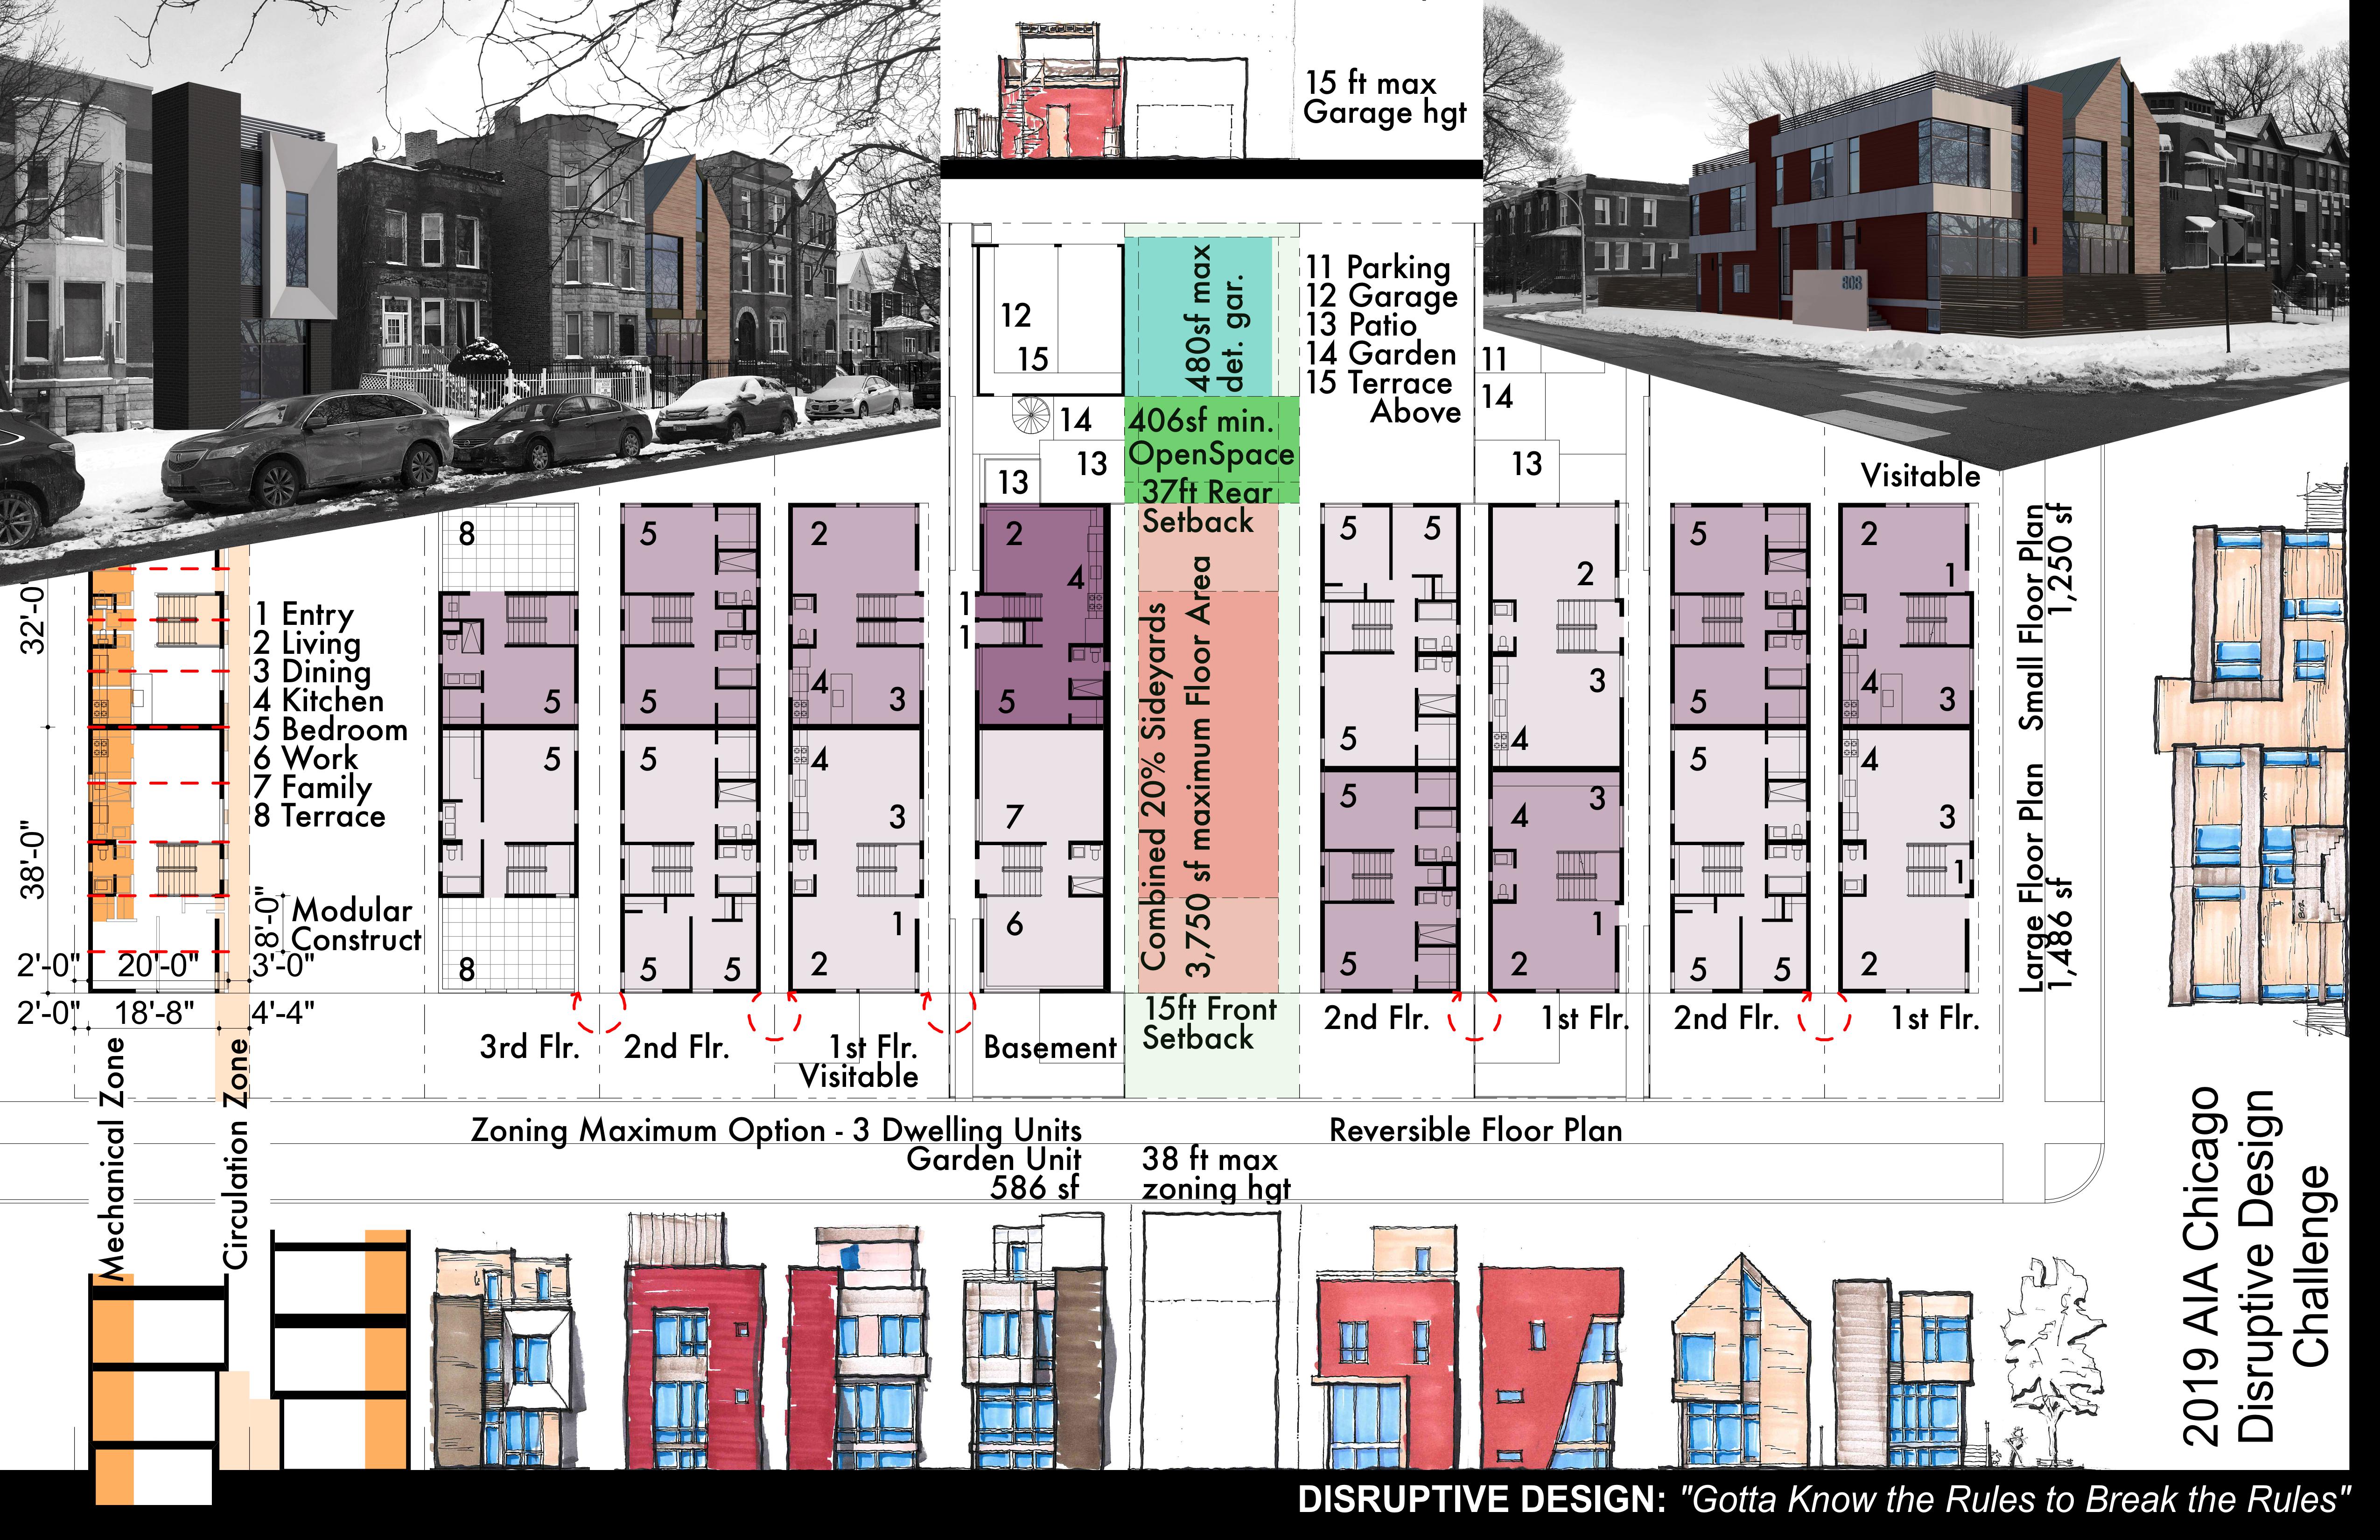 15 ft max
Garage hgt
808
480sf max
det. gar.
11 Parking
12 Garage
13 Patio
14 Garden
15 Terrace
Above
12
15
14
13
13
11
14
13
406sf min.
OpenSpace
37ft Rear
Setback
Combined 20% Sideyards
3,750 sf maximum Floor Area
15ft Front
Setback
Visitable
Small Floor Plan
1,250 sf
Large Floor Plan
1,486 sf
32'-0
38'-0"
1 Entry
2 Living
3 Dining
4 Kitchen
5 Bedroom
6 Work
7 Family
8 Terrace
8'-0"
Modular
Construct
2'-0" 20'-0" 3'-0"
2'-0" 18'-8" 4'-4"
Mechanical Zone
Circulation Zone
8
5
5
8
3rd Flr.
5
5
5
5
5
2nd Flr.
2
4
3
4
3
1
2
1st Flr.
Visitable
2
4
1
1
5
7
6
Basement
5
5
5
5
5
2nd Flr.
2
3
4
3
4
1
2
1st Flr.
5
5
5
5
5
2nd Flr.
2
1
4
3
4
3
1
2
1st Flr.
Zoning Maximum Option - 3 Dwelling Units
Garden Unit
586 sf
38 ft max
zoning hgt
Reversible Floor Plan
802
2019 AIA Chicago
Disruptive Design
Challenge
DISRUPTIVE DESIGN: "Gotta Know the Rules to Break the Rules"